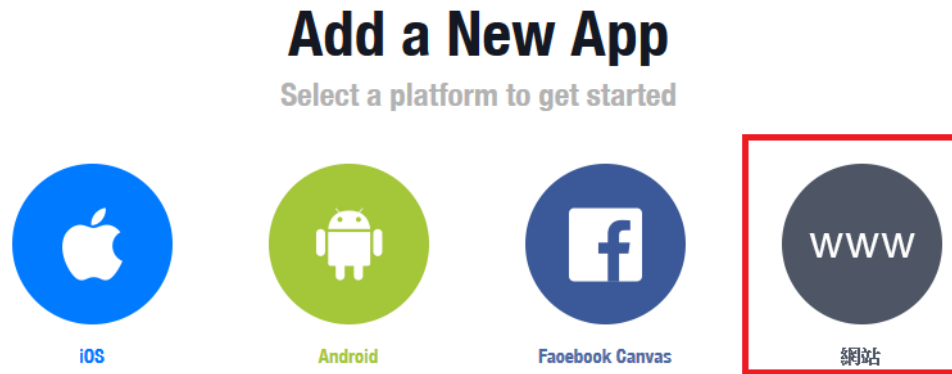 Add a New App
Select a platform to get started
www
iOS
Android
Faoebook Canvas
網站